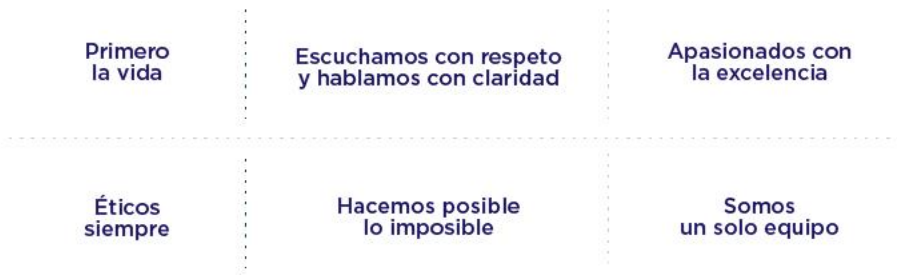 Primero
la vida
Escuchamos con respeto
y hablamos con claridad
Apasionados con
la excelencia
Éticos
siempre
Hacemos posible
lo imposible
Somos
un solo equipo